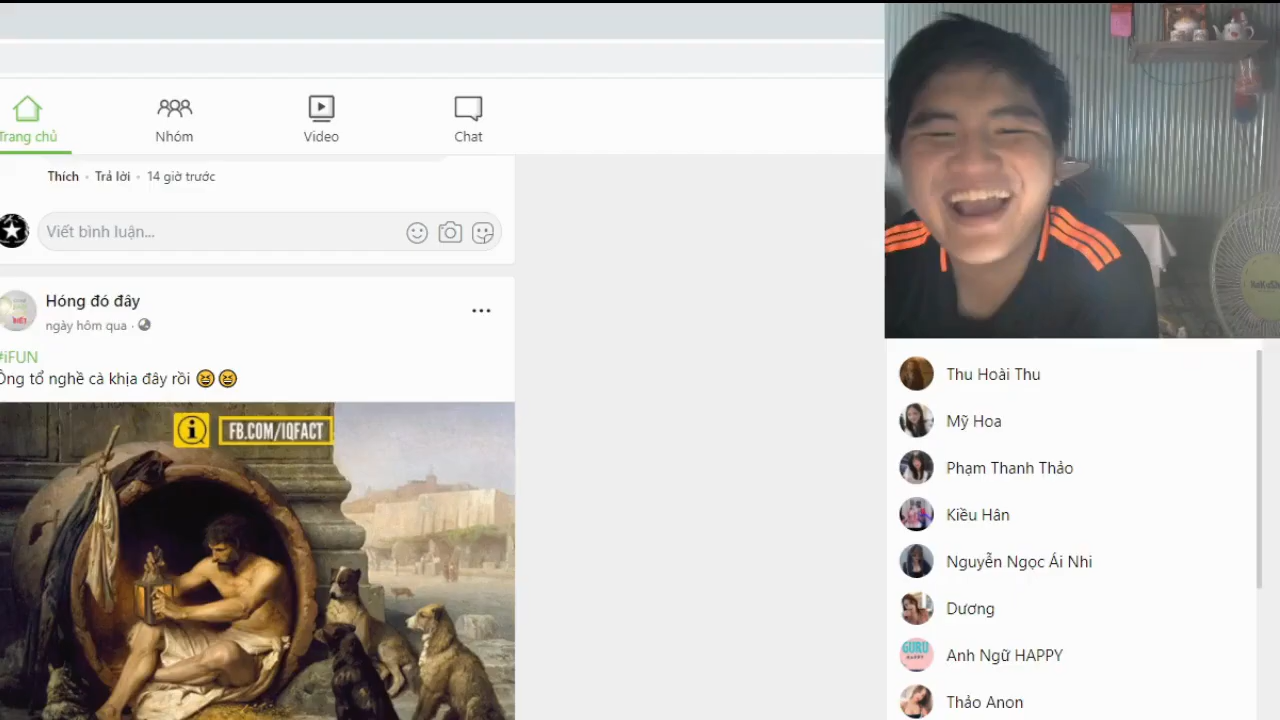 Trang chủ
Nhóm
Video
Chat
Thích • Trả lời • 14 giờ trước
Viết bình luận...
Hóng đó đây
ngày hôm qua ·
#iFUN
Ông tổ nghề cà khịa đây rồi 😆😆
FB.COM/IQFACT
Thu Hoài Thu
Mỹ Hoa
Phạm Thanh Thảo
Kiều Hân
Nguyễn Ngọc Ái Nhi
Dương
GURU
HAPPY
Anh Ngữ HAPPY
Thảo Anon